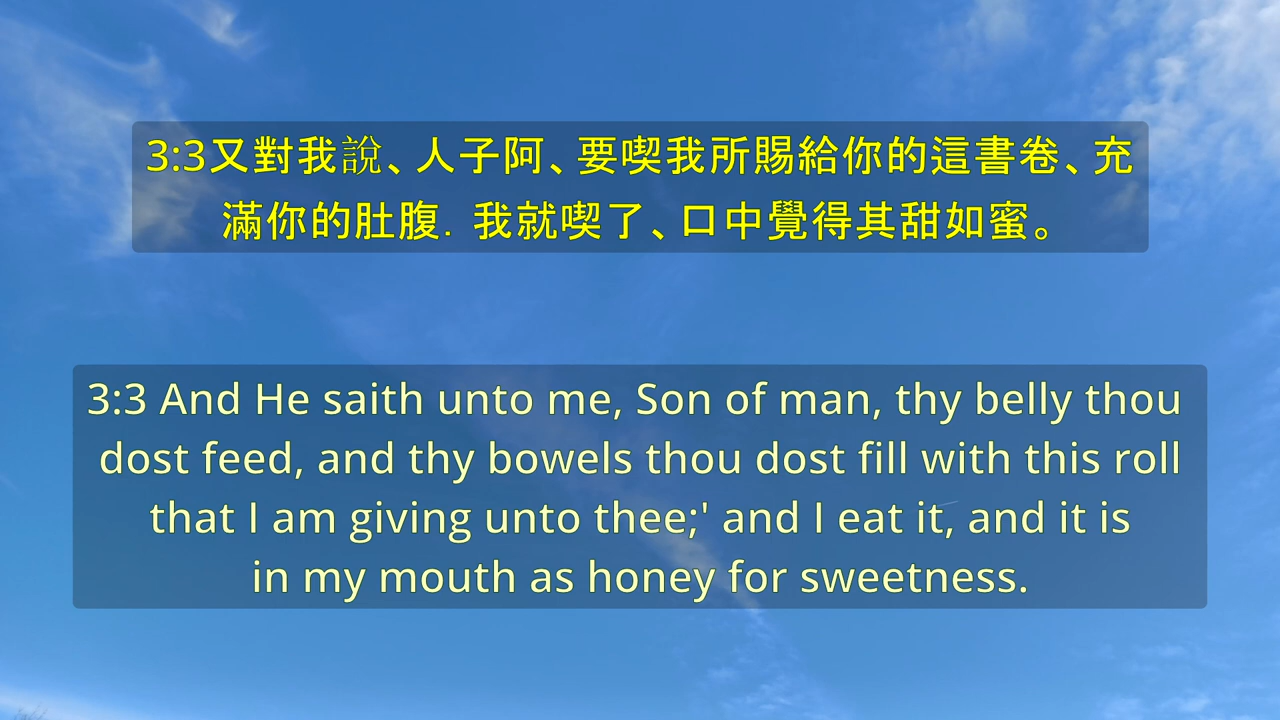 3:3又對我說、人子阿、要喫我所賜給你的這書卷、充
滿你的肚腹．我就喫了、口中覺得其甜如蜜。
3:3 And He saith unto me, Son of man, thy belly thou
dost feed, and thy bowels thou dost fill with this roll
that I am giving unto thee;' and I eat it, and it is
in my mouth as honey for sweetness.